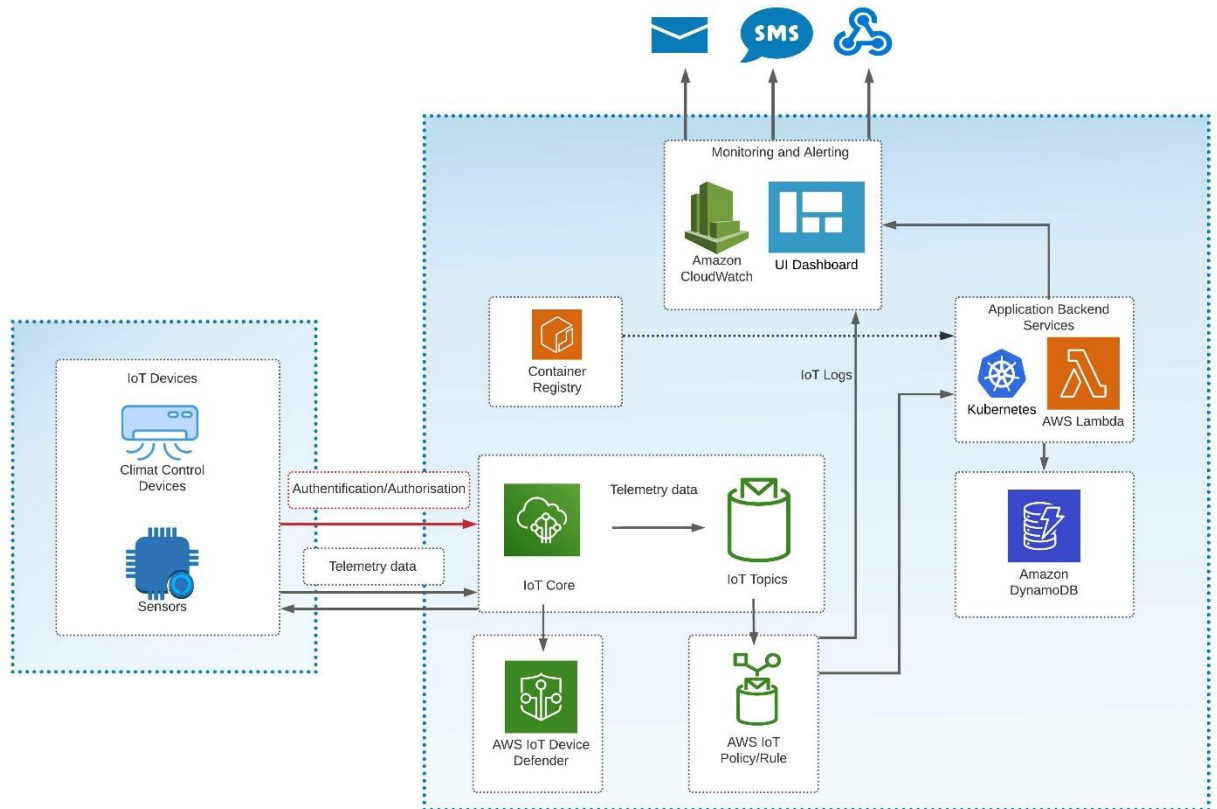 SMS
Monitoring and Alerting
Amazon
CloudWatch
UI Dashboard
Container
Registry
IoT Logs
Application Backend
Services
Kubernetes
AWS Lambda
IoT Devices
Climat Control
Devices
Sensors
Authentification/Authorisation
Telemetry data
Telemetry data
IoT Core
IoT Topics
Amazon
DynamoDB
AWS IoT Device
Defender
AWS IoT
Policy/Rule